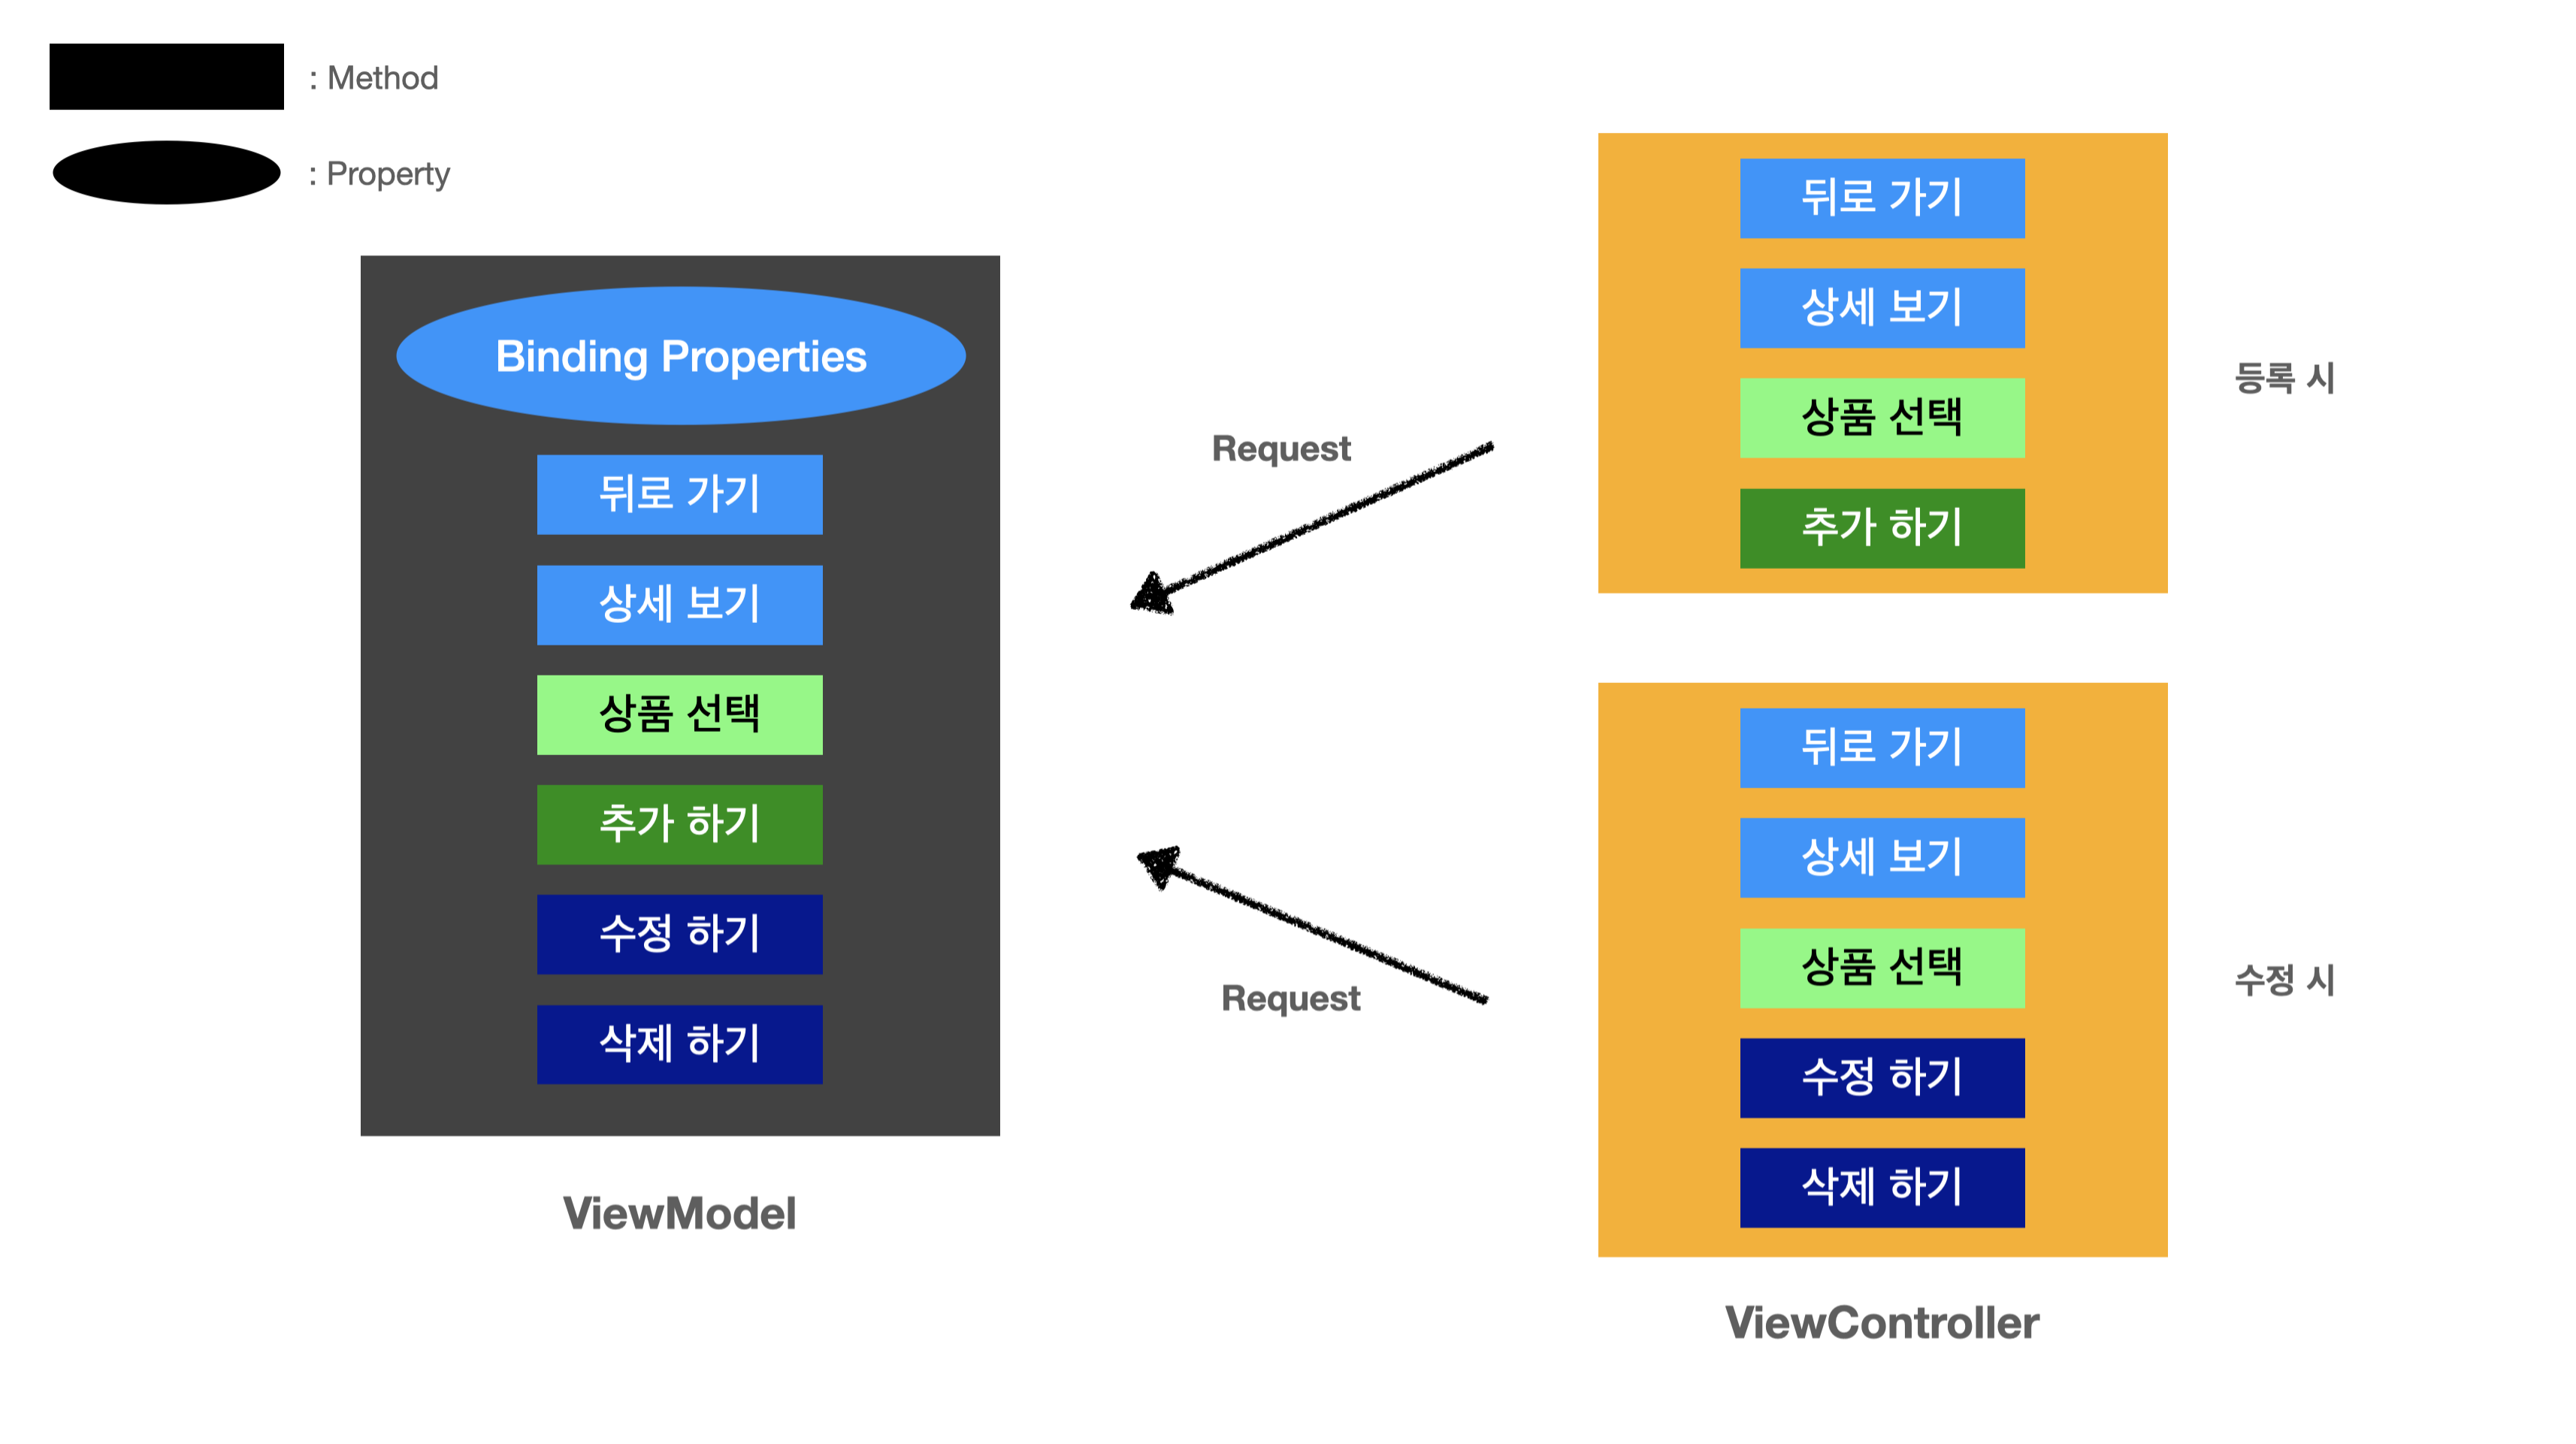 : Method
: Property
Binding Properties
뒤로 가기
상세 보기
상품 선택
추가 하기
수정 하기
삭제 하기
ViewModel
Request
Request
뒤로 가기
상세 보기
상품 선택
추가 하기
등록 시
뒤로 가기
상세 보기
상품 선택
수정 하기
삭제 하기
수정 시
ViewController